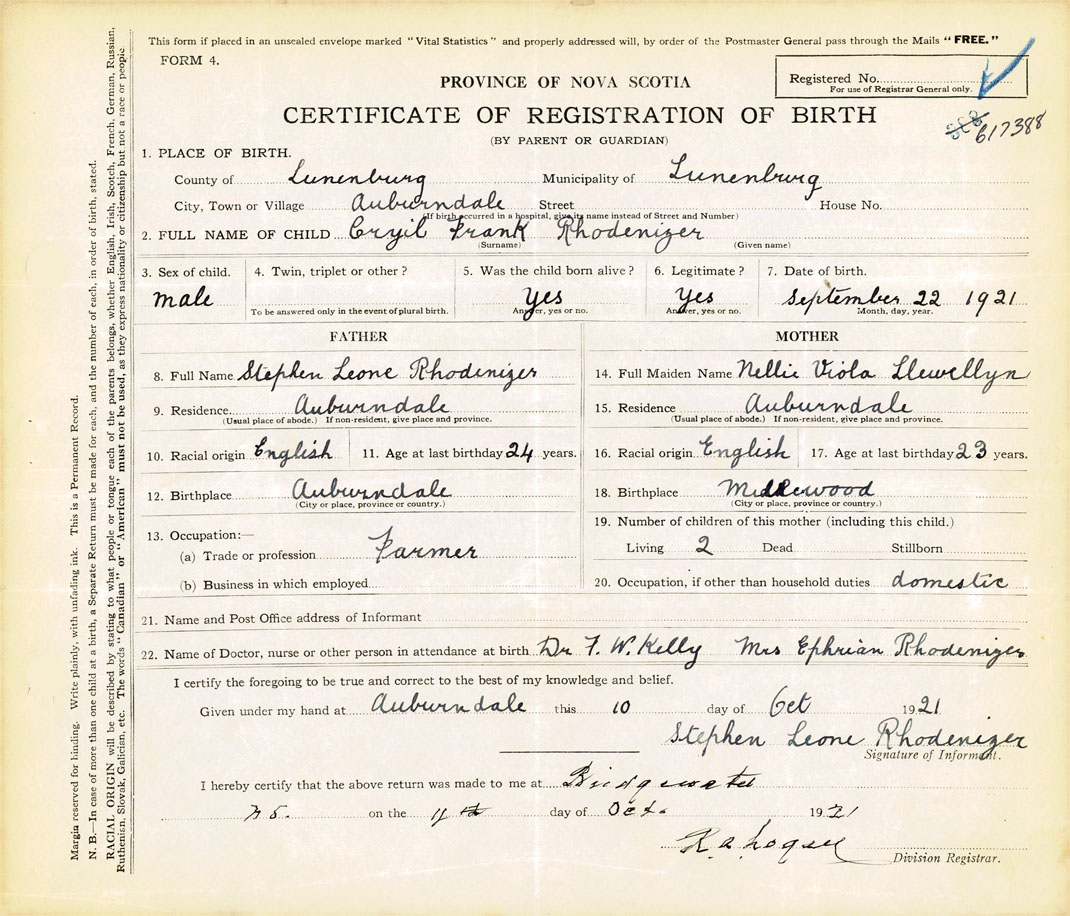 This form if placed in an unsealed envelope marked "Vital Statistics" and properly addressed will, by order of the Postmaster General pass through the Mails "FREE."
FORM 4.
Registered No.
For use of Registrar General only.
PROVINCE OF NOVA SCOTIA
CERTIFICATE OF REGISTRATION OF BIRTH
617388
(BY PARENT OR GUARDIAN)
1. PLACE OF BIRTH.
County of Lunenburg Municipality of Lunenburg
City, Town or Village Auburndale Street House No.
(If birth occurred in a hospital, give its name instead of Street and Number)
2. FULL NAME OF CHILD Cryil Frank Rhodenizer
(Surname) (Given name)
3. Sex of child. 4. Twin, triplet or other? 5. Was the child born alive? 6. Legitimate? 7. Date of birth.
male yes yes September 22 1921
To be answered only in the event of plural birth. Answer, yes or no. Answer, yes or no. Month, day, year.
FATHER MOTHER
8. Full Name Stephen Leone Rhodenizer 14. Full Maiden Name Nellie Viola Llewellyn
9. Residence Auburndale 15. Residence Auburndale
(Usual place of abode.) If non-resident, give place and province. (Usual place of abode.) If non-resident, give place and province.
10. Racial origin English 11. Age at last birthday 24 years. 16. Racial origin English 17. Age at last birthday 23 years.
12. Birthplace Auburndale 18. Birthplace Middlewood
(City or place, province or country.) (City or place, province or country.)
13. Occupation:— 19. Number of children of this mother (including this child.)
(a) Trade or profession Farmer Living 2 Dead Stillborn
(b) Business in which employed 20. Occupation, if other than household duties domestic
21. Name and Post Office address of Informant
22. Name of Doctor, nurse or other person in attendance at birth Dr F. W. Kelly Mrs Ephrian Rhodenizer
I certify the foregoing to be true and correct to the best of my knowledge and belief.
Given under my hand at Auburndale this 10 day of Oct 1921
Stephen Leone Rhodenizer
Signature of Informant.
I hereby certify that the above return was made to me at Bridgewater
N S. on the 11th day of Oct. 1921
Division Registrar.
Margin reserved for binding. Write plainly, with unfading ink. This is a Permanent Record.
N. B.—In case of more than one child at a birth, a Separate Return must be made for each, and the number of each, in order of birth, stated.
RACIAL ORIGIN will be described by stating to what people or tongue each of the parents belongs, whether English, Irish, Scotch, French, German, Russian,
Ruthenian, Slovak, Galician, etc. The words "Canadian" or "American" must not be used, as they express nationality or citizenship but not a race or people.